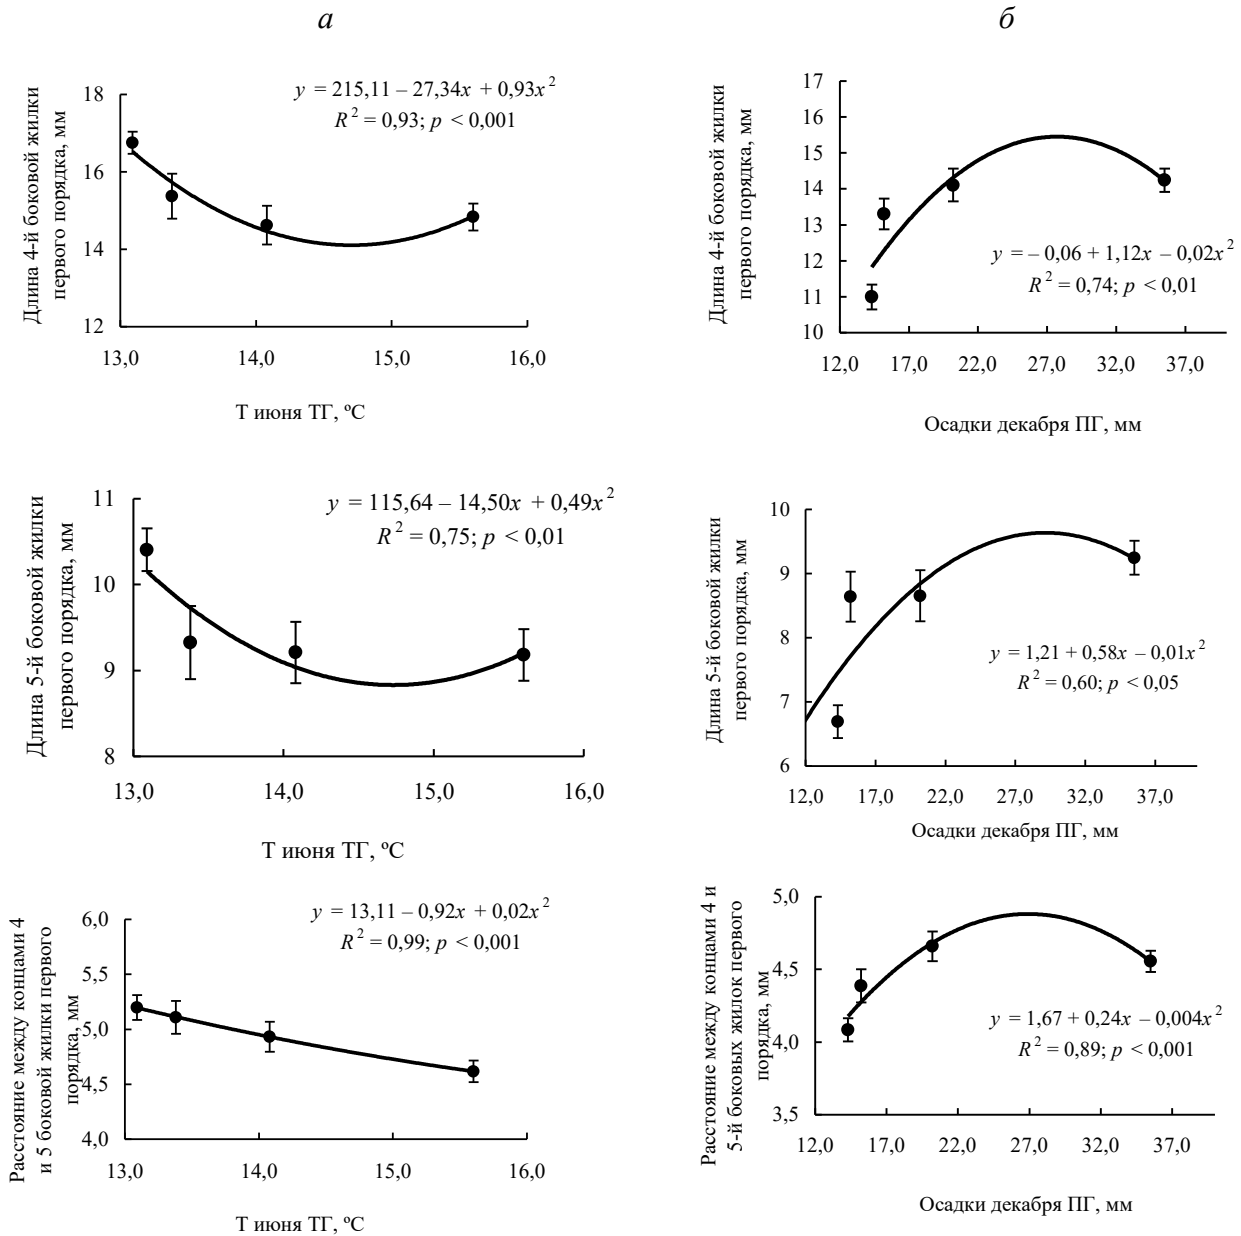 а
б
y = 215,11 – 27,34x + 0,93x²
R² = 0,93; p < 0,001
Длина 4-й боковой жилки
первого порядка, мм
18
16
14
12
13,0 14,0 15,0 16,0
Т июня ТГ, ºС
Длина 4-й боковой жилки
первого порядка, мм
17
16
15
14
13
12
11
10
y = – 0,06 + 1,12x – 0,02x²
R² = 0,74; p < 0,01
12,0 17,0 22,0 27,0 32,0 37,0
Осадки декабря ПГ, мм
Длина 5-й боковой жилки
первого порядка, мм
11
10
9
8
y = 115,64 – 14,50x + 0,49x²
R² = 0,75; p < 0,01
13,0 14,0 15,0 16,0
Т июня ТГ, ºС
Длина 5-й боковой жилки
первого порядка, мм
10
9
8
7
6
y = 1,21 + 0,58x – 0,01x²
R² = 0,60; p < 0,05
12,0 17,0 22,0 27,0 32,0 37,0
Осадки декабря ПГ, мм
Расстояние между концами 4
и 5 боковой жилки первого
порядка, мм
6,0
5,5
5,0
4,5
4,0
y = 13,11 – 0,92x + 0,02x²
R² = 0,99; p < 0,001
13,0 14,0 15,0 16,0
Т июня ТГ, ºС
Расстояние между концами 4 и
5-й боковых жилок первого
порядка, мм
5,0
4,5
4,0
3,5
y = 1,67 + 0,24x – 0,004x²
R² = 0,89; p < 0,001
12,0 17,0 22,0 27,0 32,0 37,0
Осадки декабря ПГ, мм